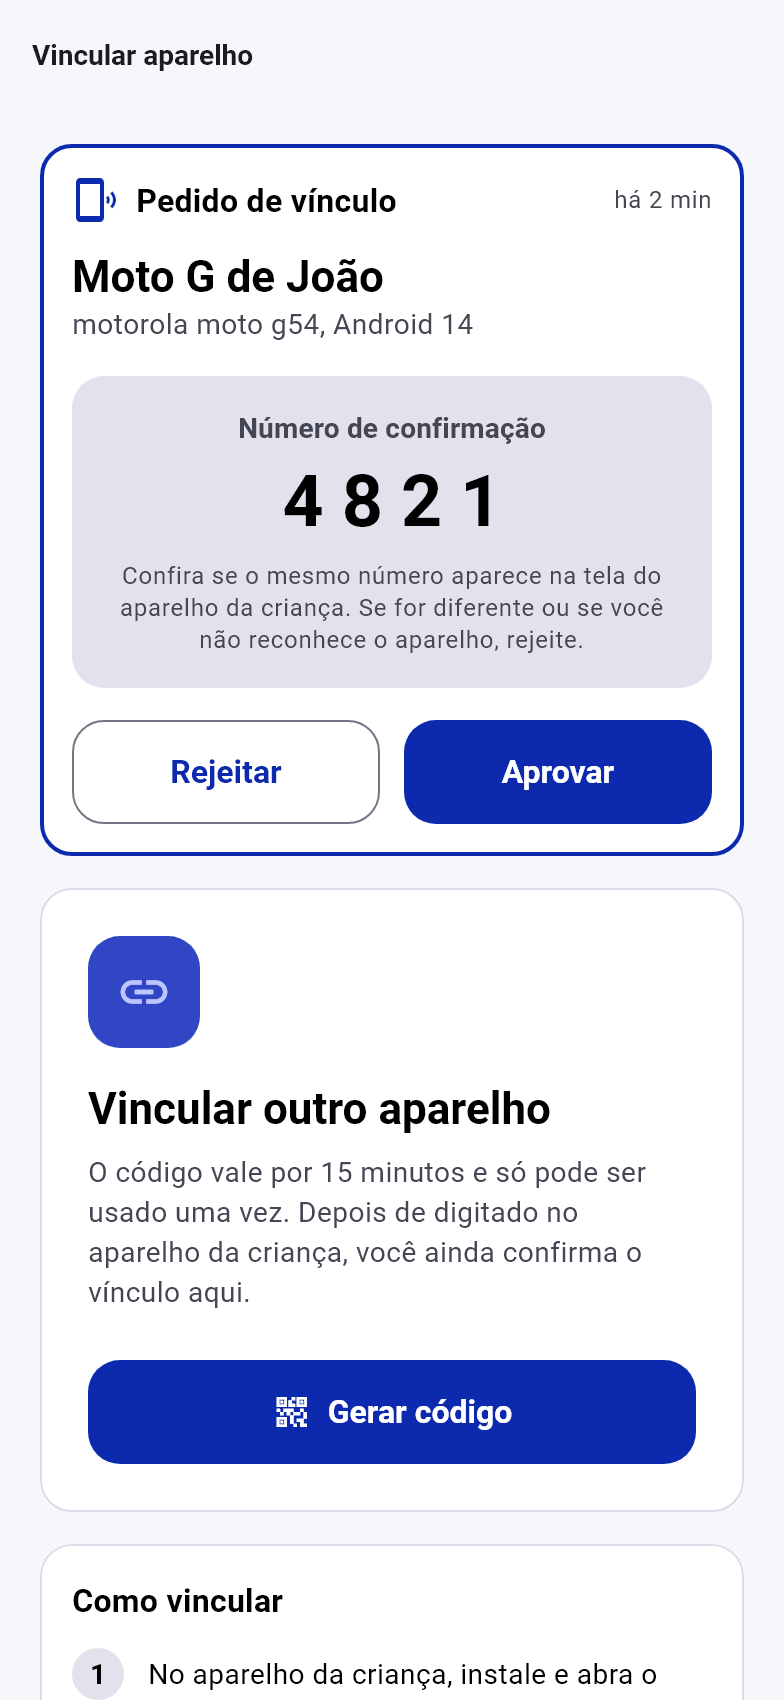 Vincular aparelho
Pedido de vínculo
há 2 min
Moto G de João
motorola moto g54, Android 14
Número de confirmação
4821
Confira se o mesmo número aparece na tela do
aparelho da criança. Se for diferente ou se você
não reconhece o aparelho, rejeite.
Rejeitar
Aprovar
Vincular outro aparelho
O código vale por 15 minutos e só pode ser
usado uma vez. Depois de digitado no
aparelho da criança, você ainda confirma o
vínculo aqui.
Gerar código
Como vincular
1
No aparelho da criança, instale e abra o